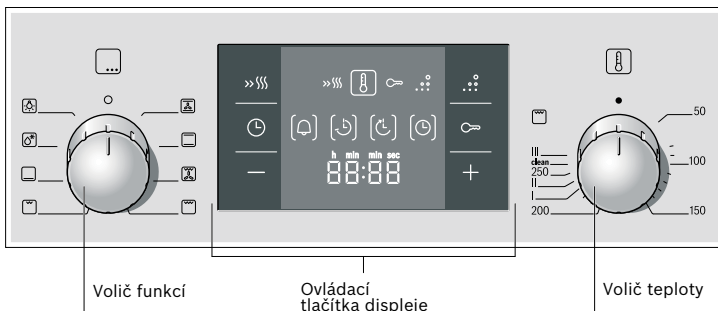 h min min sec
88:88
50
100
150
200
I
II
250
clean
III
Volič funkcí
Ovládací
tlačítka displeje
Volič teploty